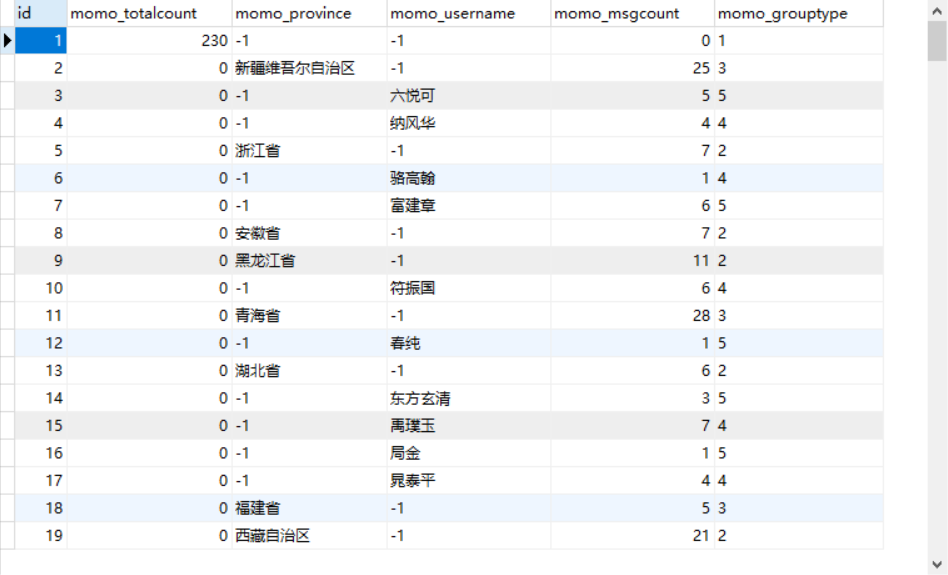 id momo_totalcount momo_province momo_username momo_msgcount momo_grouptype
1 230 -1 -1 0 1
2 0 新疆维吾尔自治区 -1 25 3
3 0 -1 六悦可 5 5
4 0 -1 纳风华 4 4
5 0 浙江省 -1 7 2
6 0 -1 骆高翰 1 4
7 0 -1 富建章 6 5
8 0 安徽省 -1 7 2
9 0 黑龙江省 -1 11 2
10 0 -1 符振国 6 4
11 0 青海省 -1 28 3
12 0 -1 春纯 1 5
13 0 湖北省 -1 6 2
14 0 -1 东方玄清 3 5
15 0 -1 禹璞玉 7 4
16 0 -1 局金 1 5
17 0 -1 晁泰平 4 4
18 0 福建省 -1 5 3
19 0 西藏自治区 -1 21 2